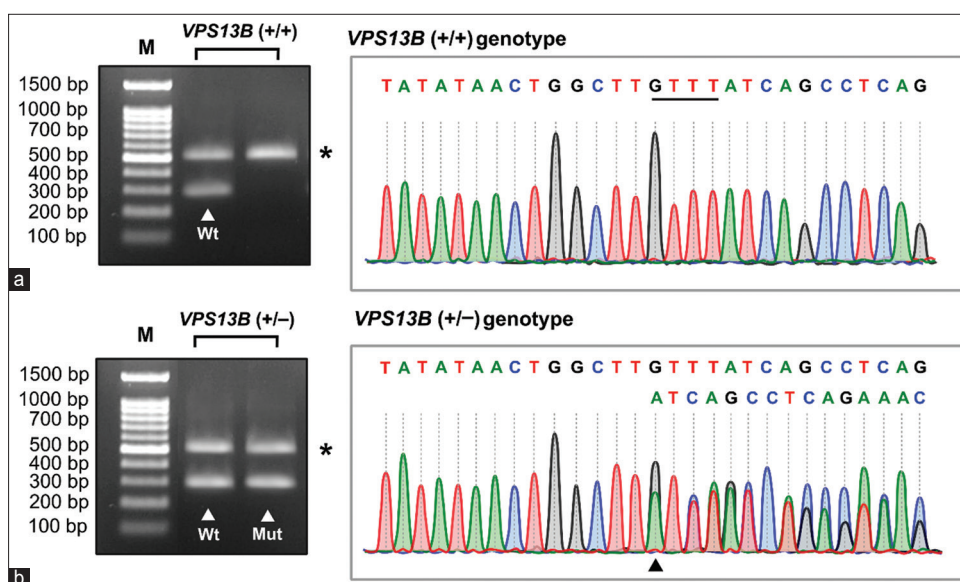 VPS13B (+/+)
M
1500 bp
1000 bp
700 bp
500 bp
400 bp
300 bp
200 bp
100 bp
*
Wt
a
VPS13B (+/+) genotype
TATATAACTGGCTTGTTTATCAGCCTCAG
VPS13B (+/–)
M
1500 bp
1000 bp
700 bp
500 bp
400 bp
300 bp
200 bp
100 bp
*
Wt Mut
b
VPS13B (+/–) genotype
TATATAACTGGCTTGTTTATCAGCCTCAG
ATCAGCCTCAGAAAC